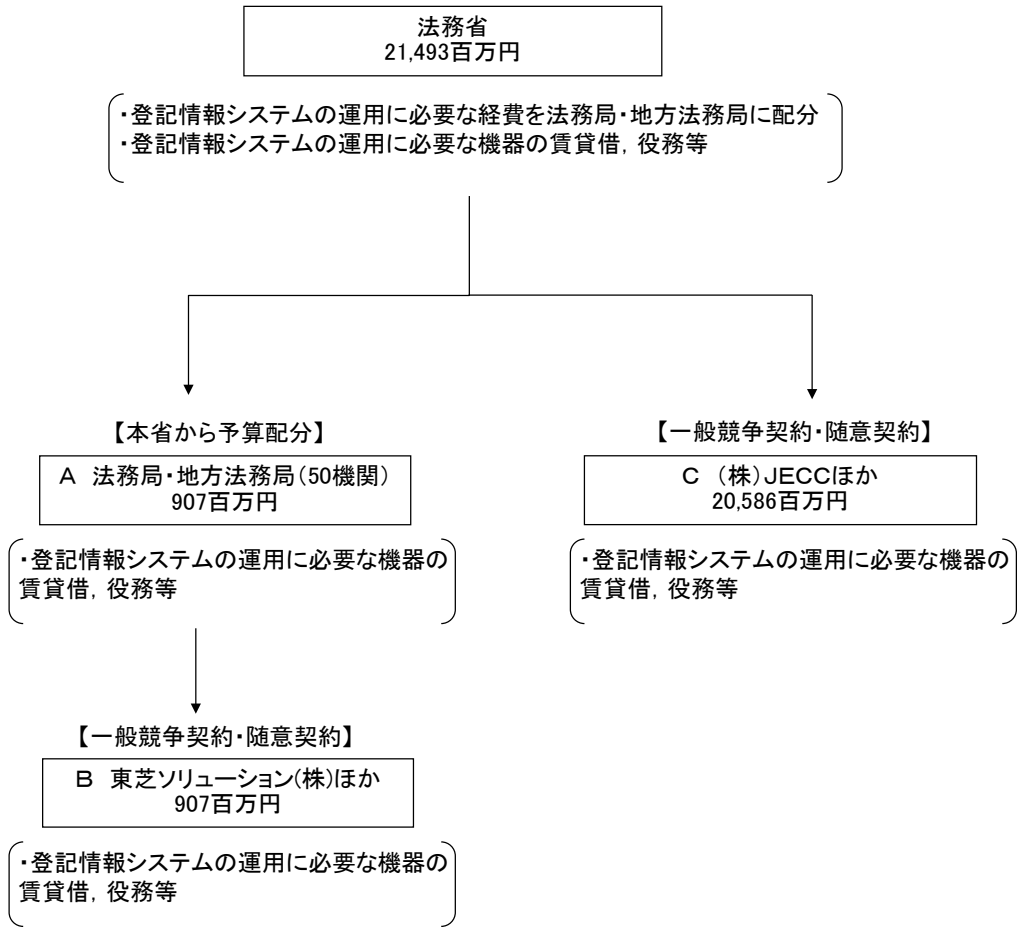 法務省
21,493百万円
・登記情報システムの運用に必要な経費を法務局・地方法務局に配分
・登記情報システムの運用に必要な機器の賃貸借，役務等
【本省から予算配分】
A　法務局・地方法務局（50機関）
907百万円
・登記情報システムの運用に必要な機器の
賃貸借，役務等
【一般競争契約・随意契約】
B　東芝ソリューション(株)ほか
907百万円
・登記情報システムの運用に必要な機器の
賃貸借，役務等
【一般競争契約・随意契約】
C　（株）JECCほか
20,586百万円
・登記情報システムの運用に必要な機器の
賃貸借，役務等